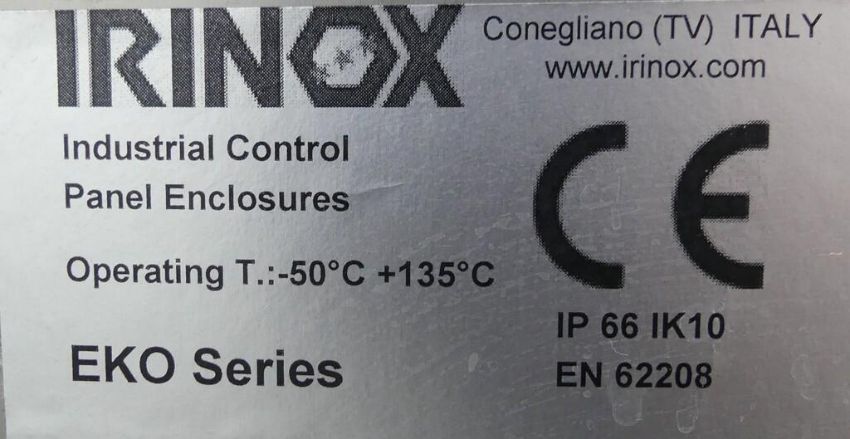 IRINOX
Conegliano (TV) ITALY
www.irinox.com
Industrial Control
Panel Enclosures
Operating T.:-50°C +135°C
EKO Series
CE
IP 66 IK10
EN 62208